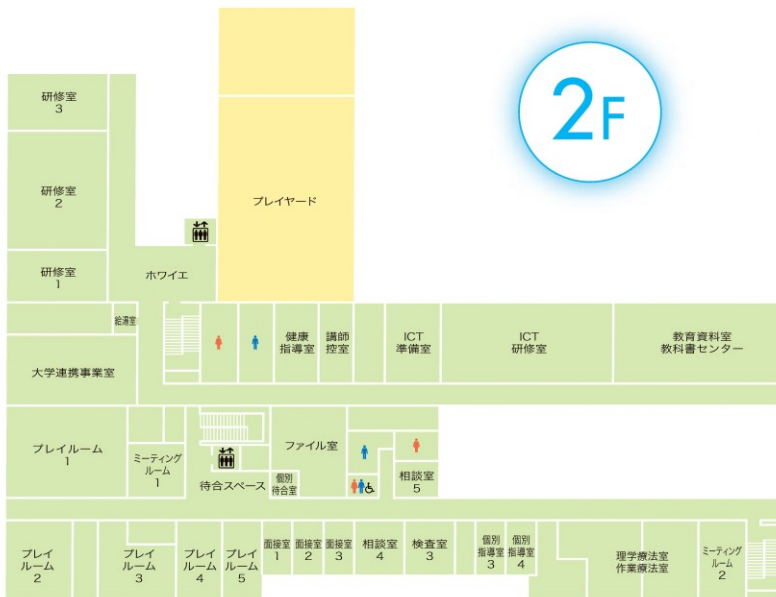 2F
研修室
3
研修室
2
プレイヤード
研修室
1
ホワイエ
給湯室
健康
指導室
講師
控室
ICT
準備室
ICT
研修室
教育資料室
教科書センター
大学連携事業室
プレイルーム
1
ミーティング
ルーム
1
待合スペース
ファイル室
個別
待合室
相談室
5
プレイ
ルーム
2
プレイ
ルーム
3
プレイ
ルーム
4
プレイ
ルーム
5
面接室
1
面接室
2
面接室
3
相談室
4
検査室
3
個別
指導室
3
個別
指導室
4
理学療法室
作業療法室
ミーティング
ルーム
2